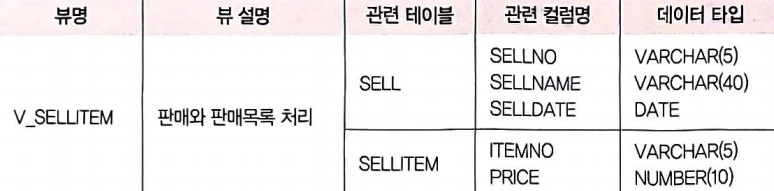 뷰명 뷰 설명 관련 테이블 관련 컬럼명 데이터 타입
V_SELLITEM 판매와 판매목록 처리
SELL
SELLNO VARCHAR(5)
SELLNAME VARCHAR(40)
SELLDATE DATE
SELLITEM
ITEMNO VARCHAR(5)
PRICE NUMBER(10)